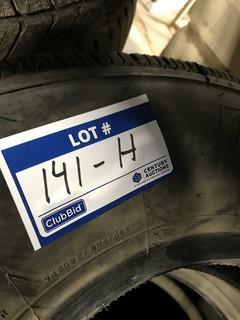 LOT #
141-H
ClubBid
CENTURY
AUCTIONS